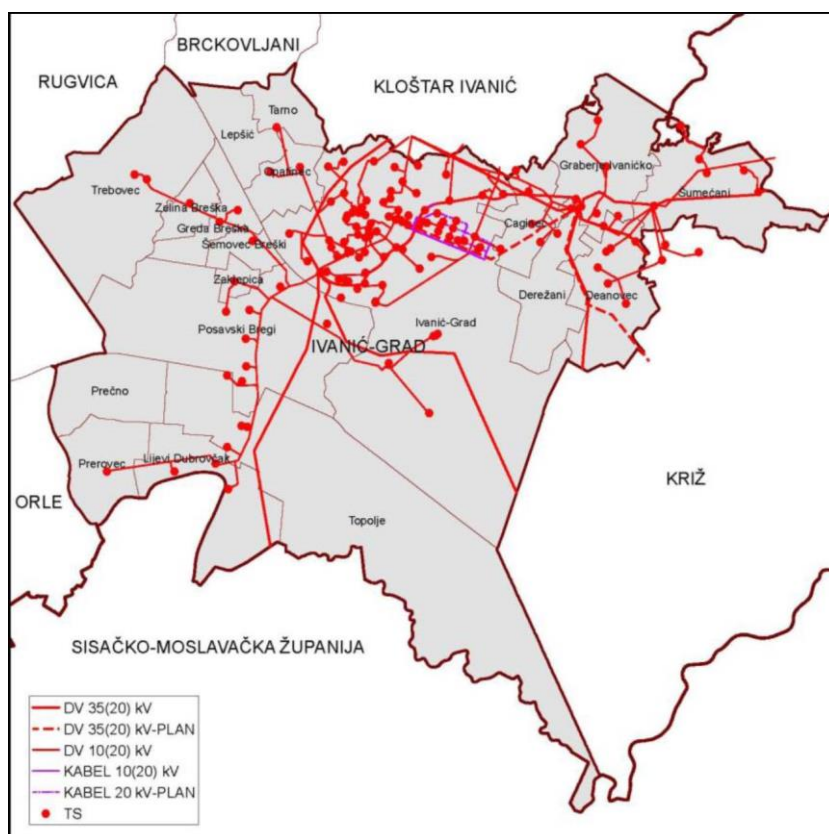 BRCKOVLJANI
RUGVICA
KLOŠTAR IVANIĆ
Tarno
Lepšić
Opatinec
Graberje Ivaničko
Trebovec
Šumećani
Zelina Breška
Greda Breška
Caginec
Šemovec Breški
Zaklepica
Derežani
Deanovec
Posavski Bregi
Ivanić-Grad
IVANIĆ-GRAD
Prečno
Prerovec
Lijevi Dubrovčak
KRIŽ
ORLE
Topolje
SISAČKO-MOSLAVAČKA ŽUPANIJA
DV 35(20) kV
DV 35(20) kV-PLAN
DV 10(20) kV
KABEL 10(20) kV
KABEL 20 kV-PLAN
TS